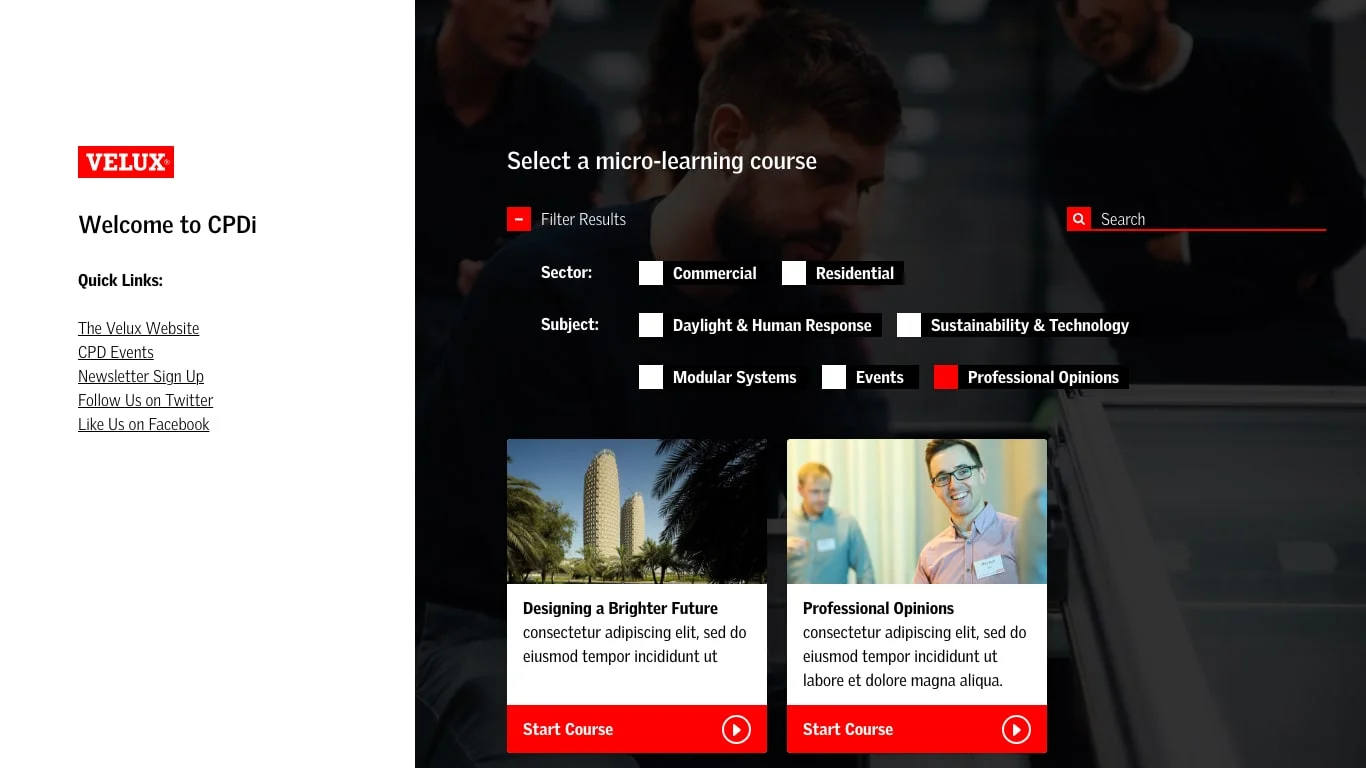 VELUX®
Welcome to CPDi
Quick Links:
The Velux Website
CPD Events
Newsletter Sign Up
Follow Us on Twitter
Like Us on Facebook
Select a micro-learning course
Filter Results
Search
Sector:
Commercial
Residential
Subject:
Daylight & Human Response
Sustainability & Technology
Modular Systems
Events
Professional Opinions
Designing a Brighter Future
consectetur adipiscing elit, sed do
eiusmod tempor incididunt ut
Start Course
Professional Opinions
consectetur adipiscing elit, sed do
eiusmod tempor incididunt ut
labore et dolore magna aliqua.
Start Course